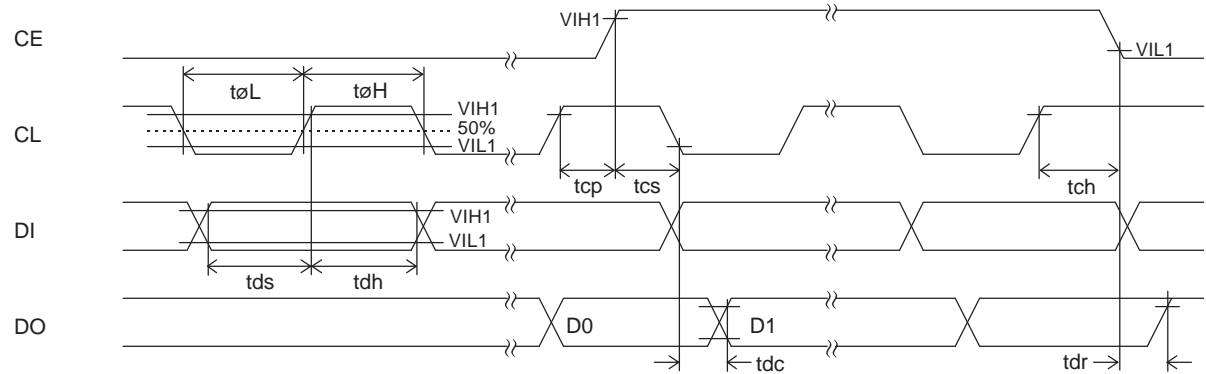 CE
VIH1
VIL1
tøL
tøH
CL
VIH1
50%
VIL1
tcp
tcs
tch
DI
VIH1
VIL1
tds
tdh
DO
D0
D1
tdc
tdr